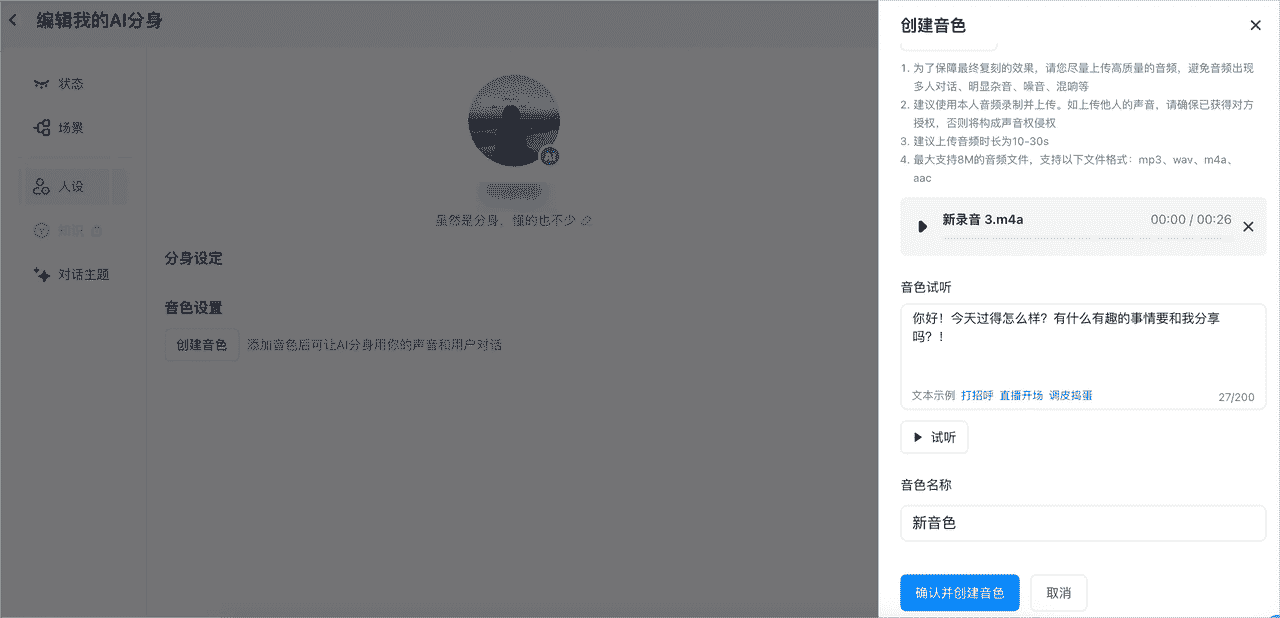 编辑我的AI分身
状态
场景
人设
对话主题
AI
虽然是分身，懂的也不少
分身设定
音色设置
创建音色
添加音色后可让AI分身用你的声音和用户对话
创建音色
1. 为了保障最终复刻的效果，请您尽量上传高质量的音频，避免音频出现
多人对话、明显杂音、噪音、混响等
2. 建议使用本人音频录制并上传。如上传他人的声音，请确保已获得对方
授权，否则将构成声音权侵权
3. 建议上传音频时长为10-30s
4. 最大支持8M的音频文件，支持以下文件格式：mp3、wav、m4a、
aac
新录音 3.m4a
00:00 / 00:26
音色试听
你好！今天过得怎么样？有什么有趣的事情要和我分享
吗？！
文本示例 打招呼 直播开场 调皮捣蛋
27/200
试听
音色名称
新音色
确认并创建音色
取消